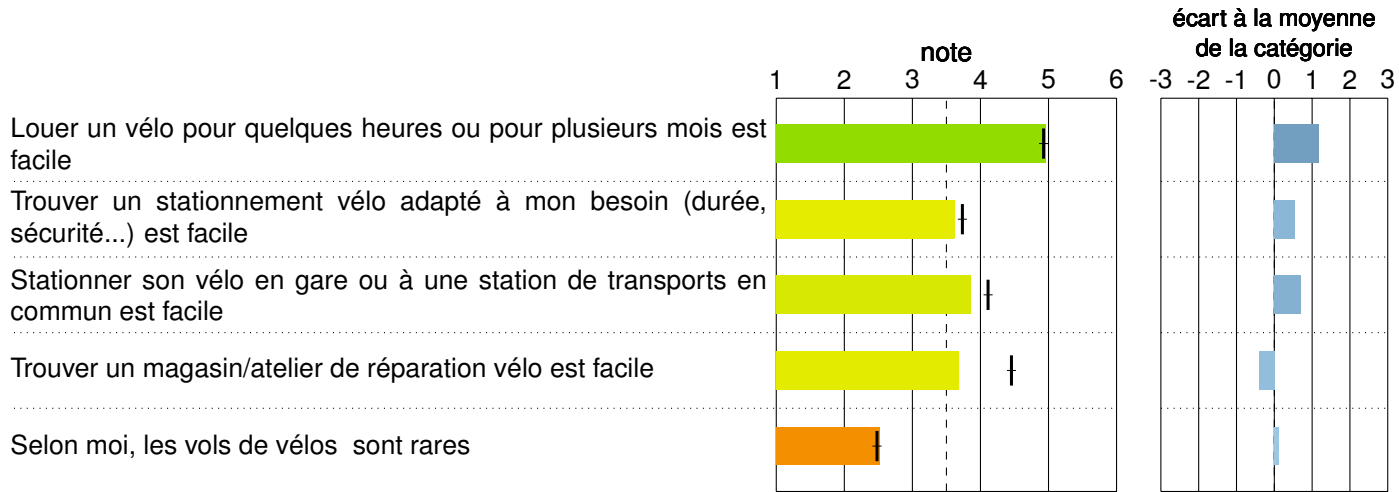 écart à la moyenne
note de la catégorie
1 2 3 4 5 6 -3 -2 -1 0 1 2 3
Louer un vélo pour quelques heures ou pour plusieurs mois est
facile
Trouver un stationnement vélo adapté à mon besoin (durée,
sécurité...) est facile
Stationner son vélo en gare ou à une station de transports en
commun est facile
Trouver un magasin/atelier de réparation vélo est facile
Selon moi, les vols de vélos sont rares